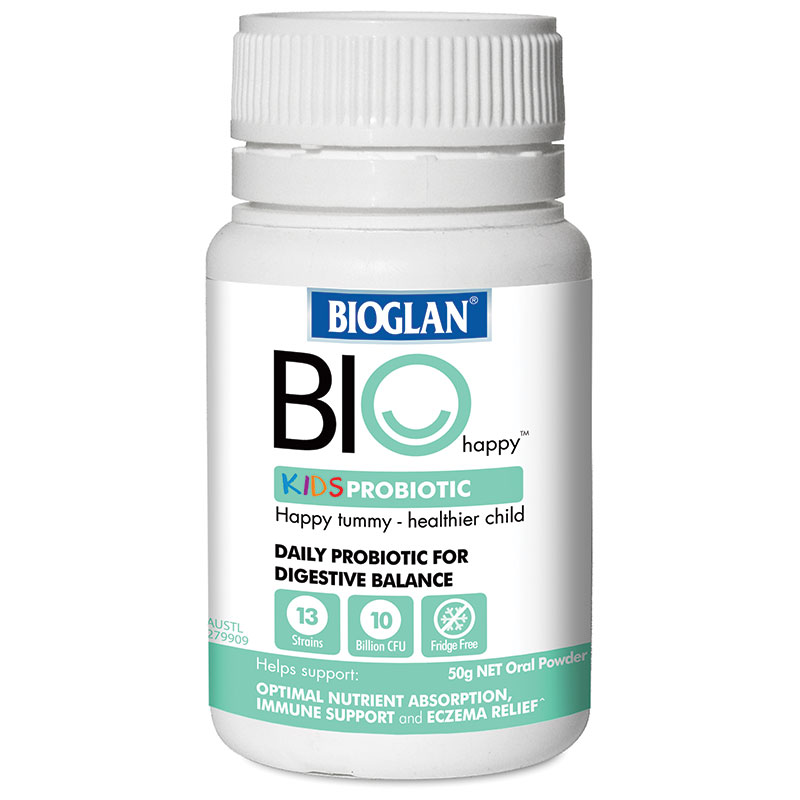 BIOGLAN®
BIO
happy™
KIDS PROBIOTIC
Happy tummy - healthier child
DAILY PROBIOTIC FOR
DIGESTIVE BALANCE
13
Strains
10
Billion CFU
Fridge Free
AUSTL
279909
50g NET Oral Powder
Helps support:
OPTIMAL NUTRIENT ABSORPTION,
IMMUNE SUPPORT and ECZEMA RELIEF^